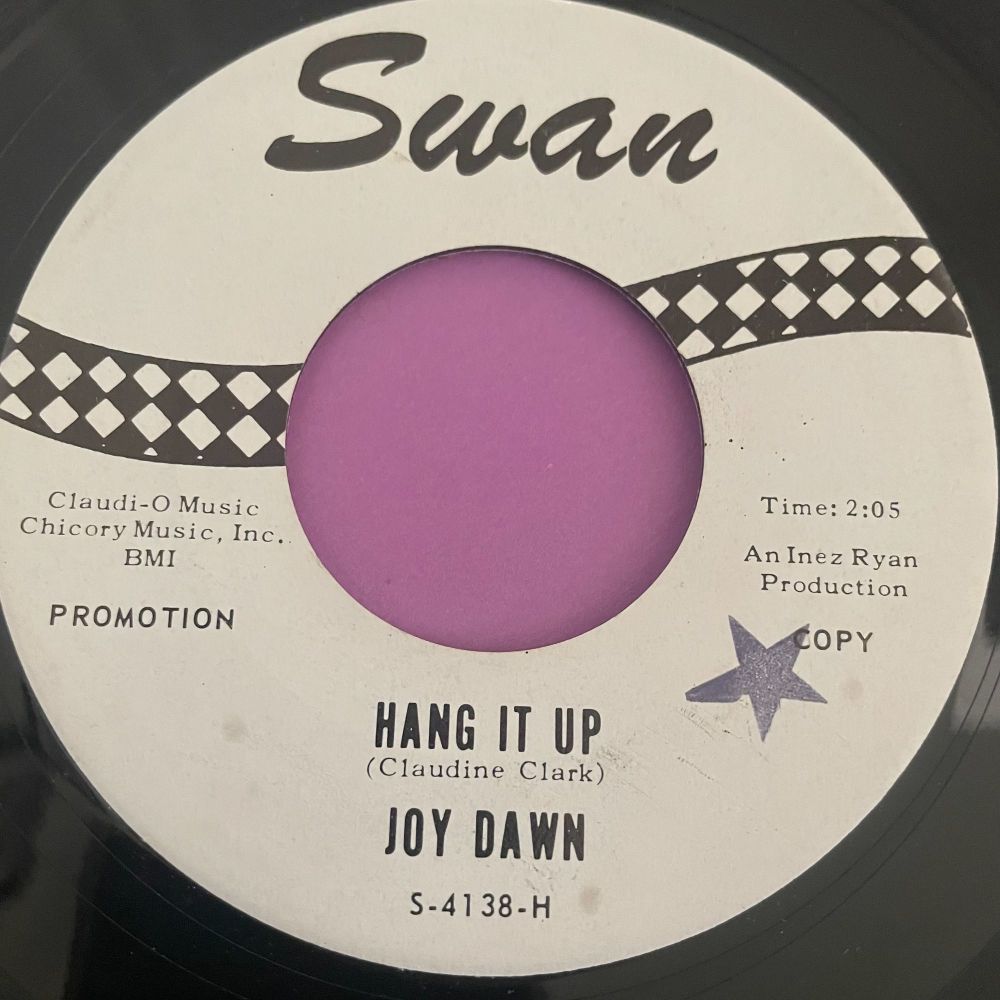 Swan
Claudi-O Music
Chicory Music, Inc.
BMI
PROMOTION
Time: 2:05
An Inez Ryan
Production
COPY
HANG IT UP
(Claudine Clark)
JOY DAWN
S-4138-H